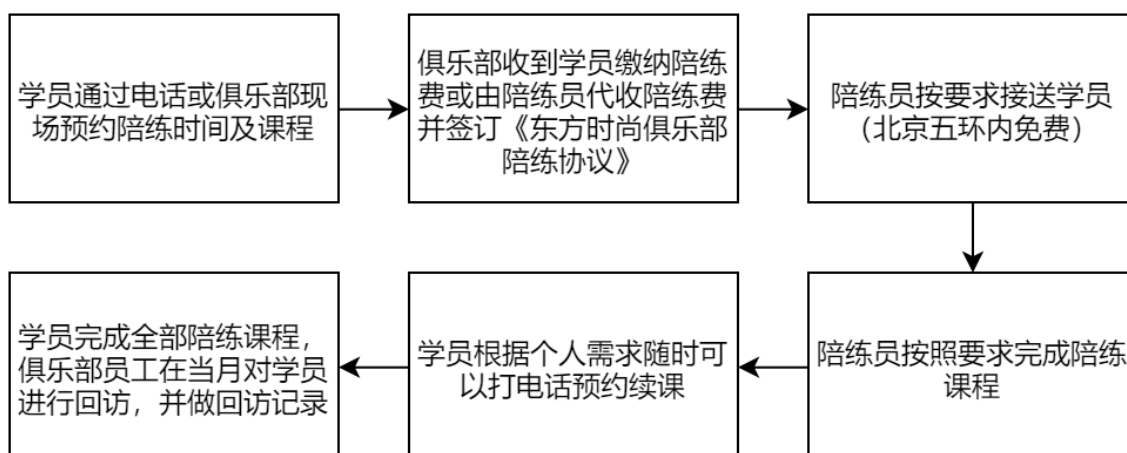 学员通过电话或俱乐部现
场预约陪练时间及课程
俱乐部收到学员缴纳陪练
费或由陪练员代收陪练费
并签订《东方时尚俱乐部
陪练协议》
陪练员按要求接送学员
（北京五环内免费）
陪练员按照要求完成陪练
课程
学员根据个人需求随时可
以打电话预约续课
学员完成全部陪练课程，
俱乐部员工在当月对学员
进行回访，并做回访记录